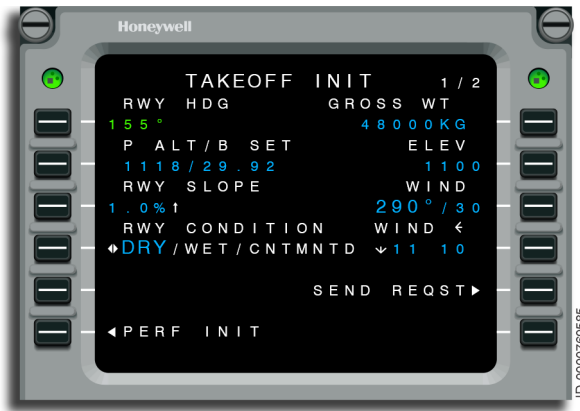 Honeywell
TAKEOFF INIT 1/2
RWY HDG GROSS WT
155° 48000KG
P ALT/B SET ELEV
1118/29.92 1100
RWY SLOPE WIND
1.0%↑ 290°/30
RWY CONDITION WIND ←
DRY/WET/CNTMNTD ↓11 10
SEND REQST▶
◀PERF INIT